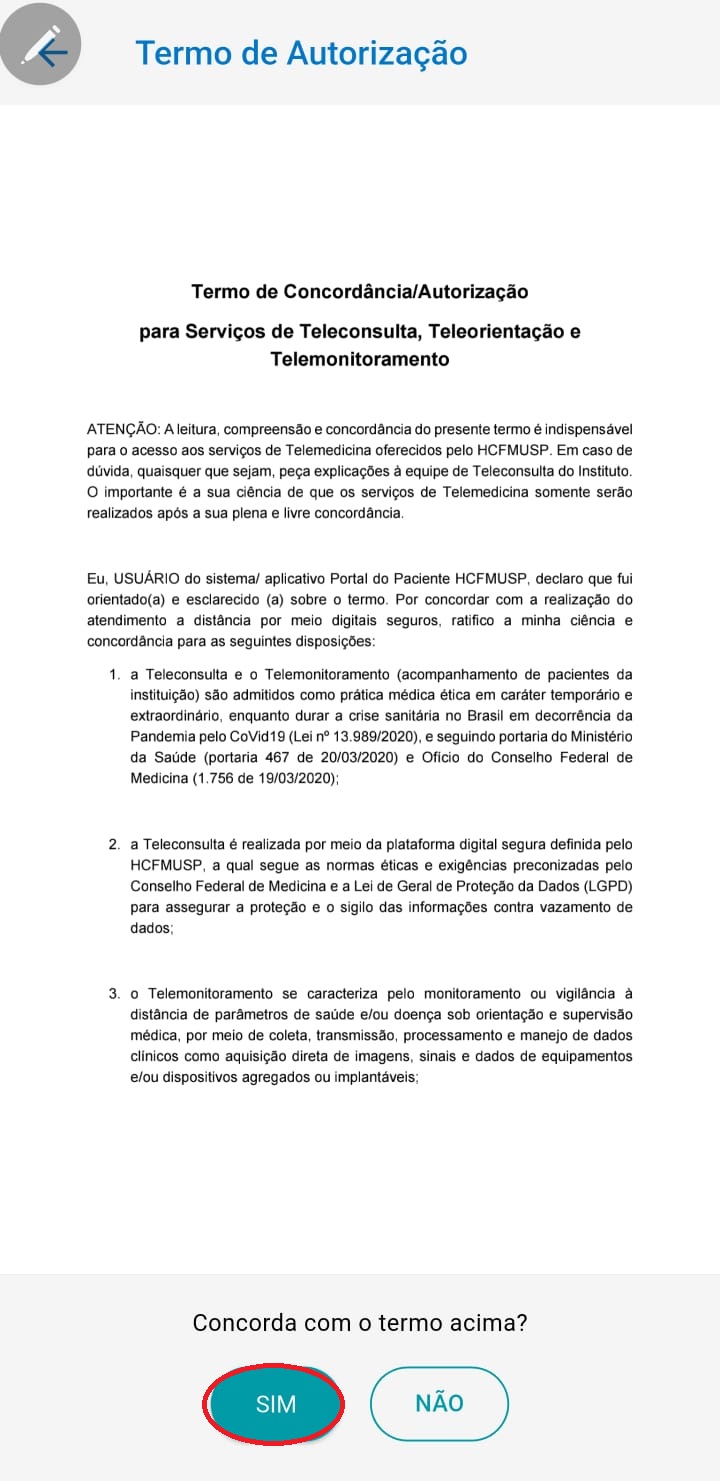 Termo de Autorização
Termo de Concordância/Autorização
para Serviços de Teleconsulta, Teleorientação e
Telemonitoramento
ATENÇÃO: A leitura, compreensão e concordância do presente termo é indispensável
para o acesso aos serviços de Telemedicina oferecidos pelo HCFMUSP. Em caso de
dúvida, quaisquer que sejam, peça explicações à equipe de Teleconsulta do Instituto.
O importante é a sua ciência de que os serviços de Telemedicina somente serão
realizados após a sua plena e livre concordância.
Eu, USUÁRIO do sistema/ aplicativo Portal do Paciente HCFMUSP, declaro que fui
orientado(a) e esclarecido (a) sobre o termo. Por concordar com a realização do
atendimento a distância por meio digitais seguros, ratifico a minha ciência e
concordância para as seguintes disposições:
1. a Teleconsulta e o Telemonitoramento (acompanhamento de pacientes da
instituição) são admitidos como prática médica ética em caráter temporário e
extraordinário, enquanto durar a crise sanitária no Brasil em decorrência da
Pandemia pelo CoVid19 (Lei nº 13.989/2020), e seguindo portaria do Ministério
da Saúde (portaria 467 de 20/03/2020) e Ofício do Conselho Federal de
Medicina (1.756 de 19/03/2020);
2. a Teleconsulta é realizada por meio da plataforma digital segura definida pelo
HCFMUSP, a qual segue as normas éticas e exigências preconizadas pelo
Conselho Federal de Medicina e a Lei de Geral de Proteção da Dados (LGPD)
para assegurar a proteção e o sigilo das informações contra vazamento de
dados;
3. o Telemonitoramento se caracteriza pelo monitoramento ou vigilância à
distância de parâmetros de saúde e/ou doença sob orientação e supervisão
médica, por meio de coleta, transmissão, processamento e manejo de dados
clínicos como aquisição direta de imagens, sinais e dados de equipamentos
e/ou dispositivos agregados ou implantáveis;
Concorda com o termo acima?
SIM
NÃO